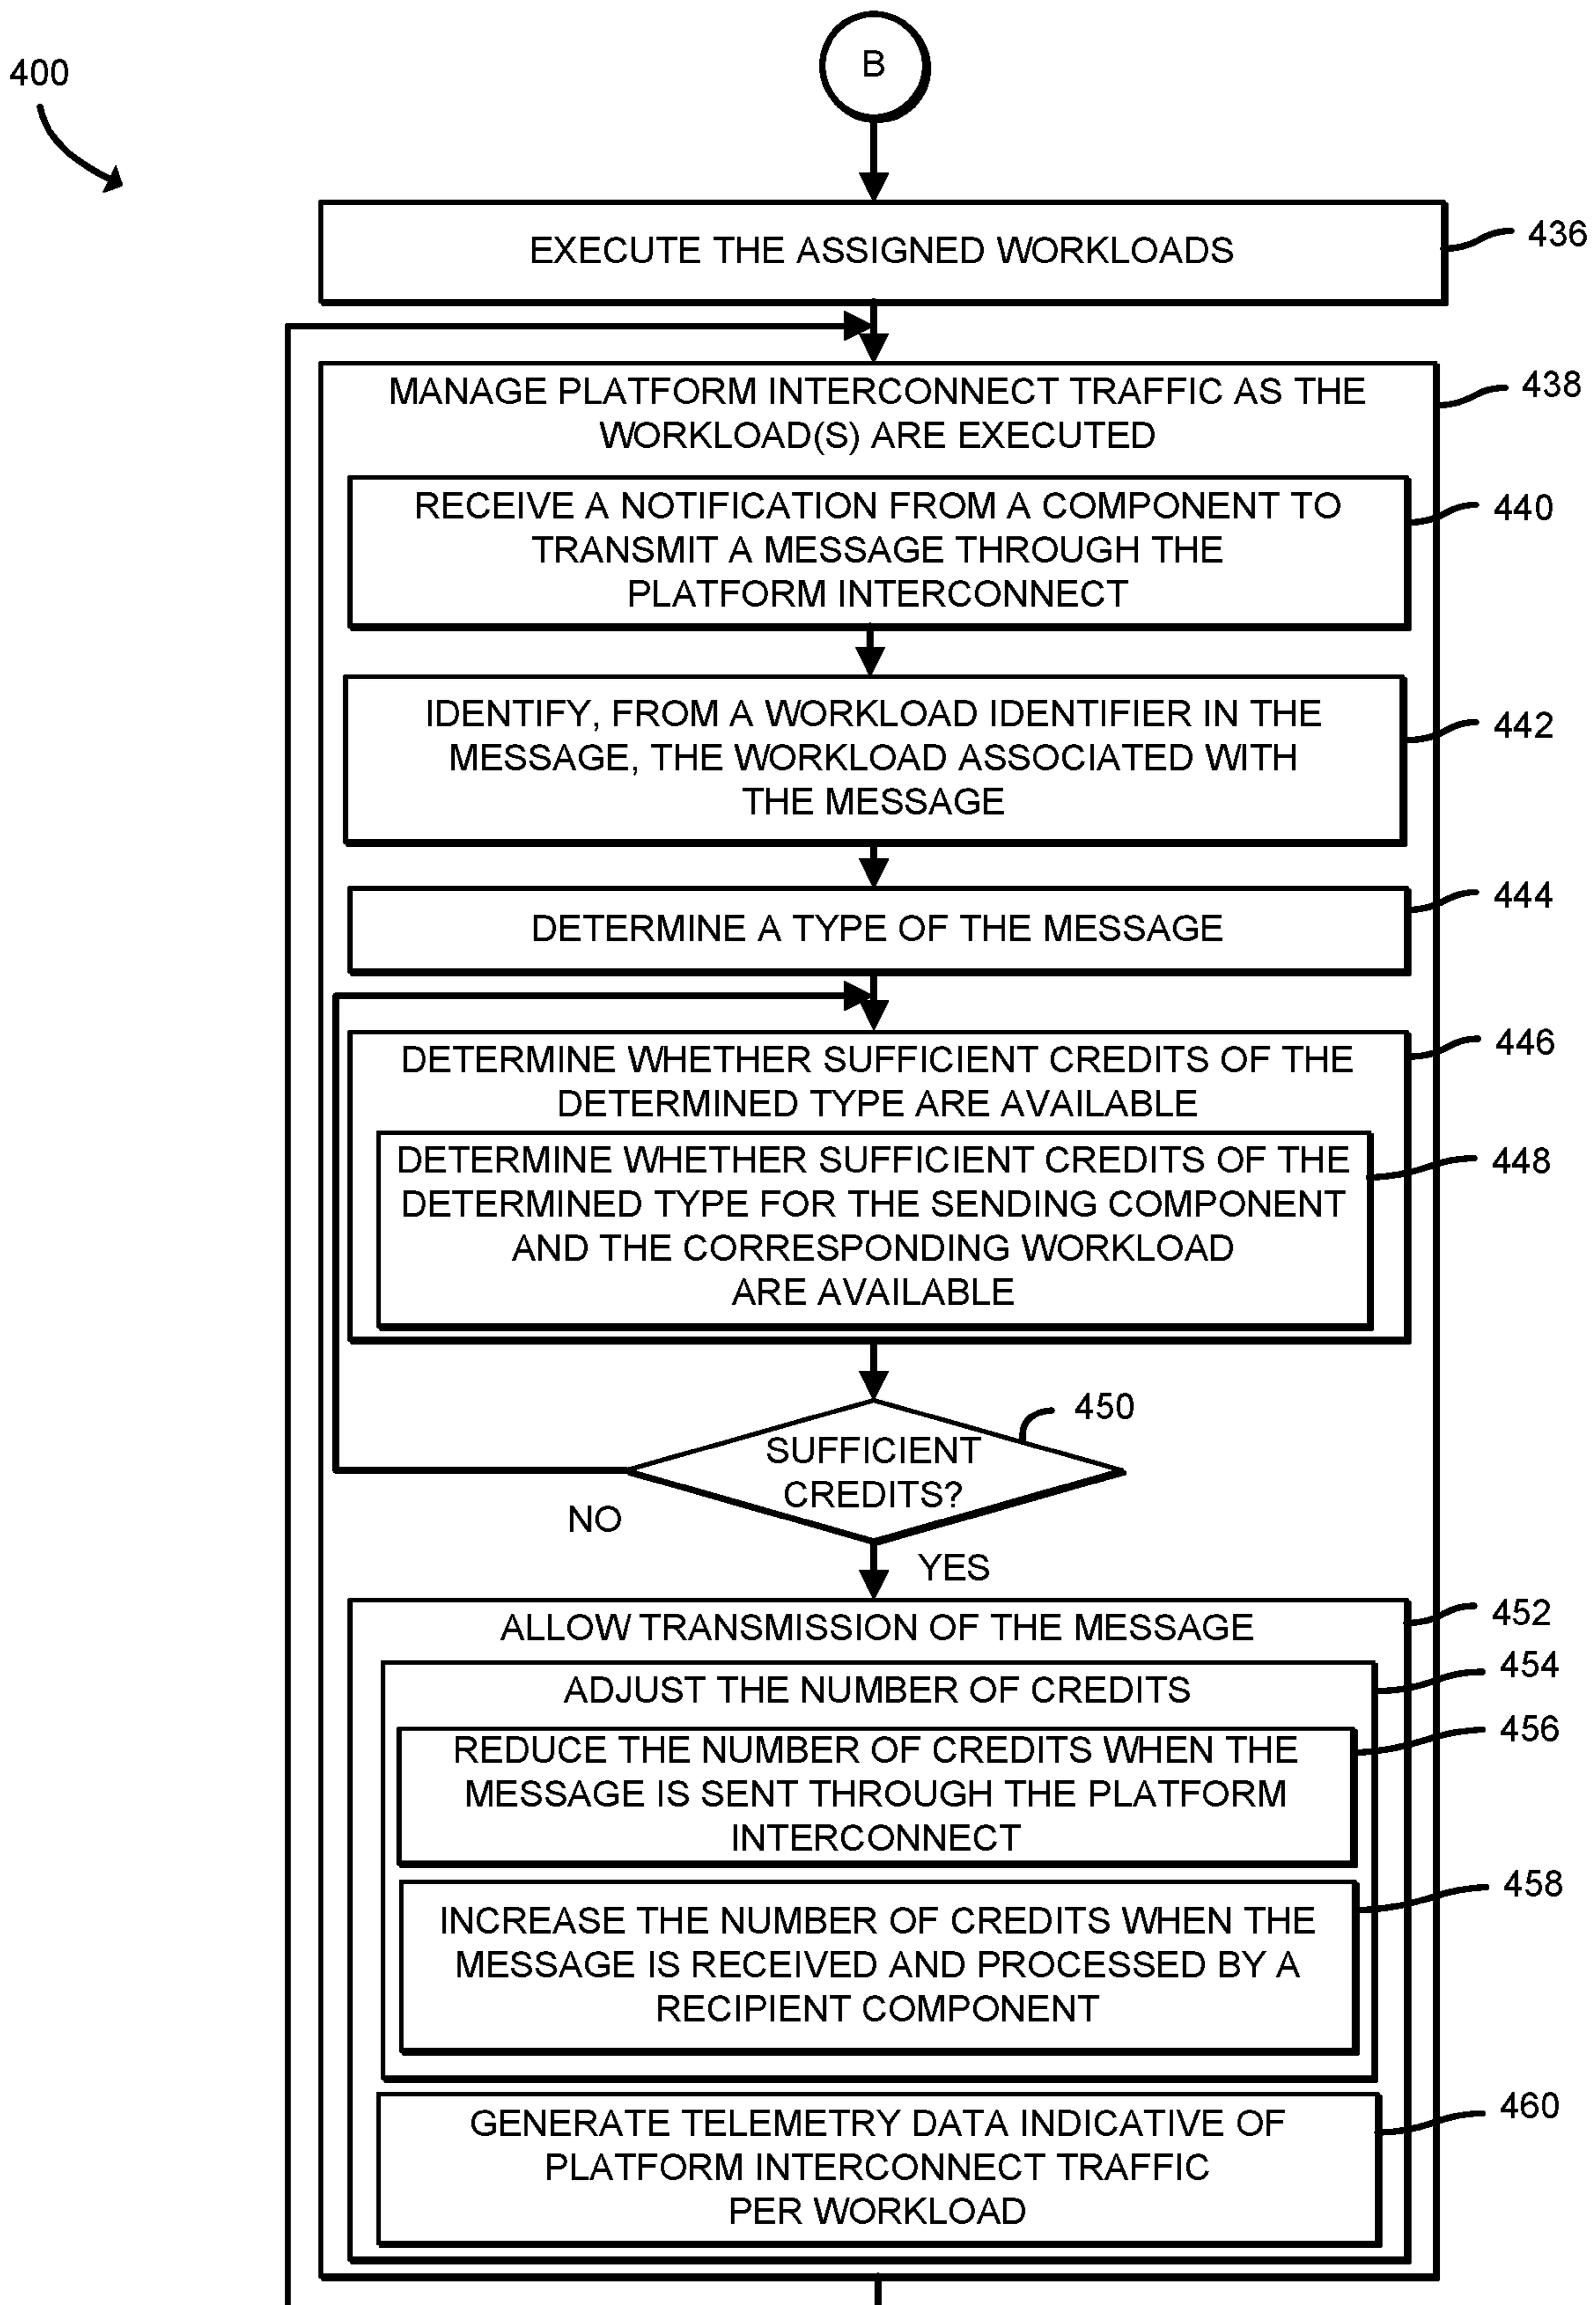 B
400
EXECUTE THE ASSIGNED WORKLOADS
436
MANAGE PLATFORM INTERCONNECT TRAFFIC AS THE
WORKLOAD(S) ARE EXECUTED
438
RECEIVE A NOTIFICATION FROM A COMPONENT TO
TRANSMIT A MESSAGE THROUGH THE
PLATFORM INTERCONNECT
440
IDENTIFY, FROM A WORKLOAD IDENTIFIER IN THE
MESSAGE, THE WORKLOAD ASSOCIATED WITH
THE MESSAGE
442
DETERMINE A TYPE OF THE MESSAGE
444
DETERMINE WHETHER SUFFICIENT CREDITS OF THE
DETERMINED TYPE ARE AVAILABLE
446
DETERMINE WHETHER SUFFICIENT CREDITS OF THE
DETERMINED TYPE FOR THE SENDING COMPONENT
AND THE CORRESPONDING WORKLOAD
ARE AVAILABLE
448
SUFFICIENT
CREDITS?
450
NO
YES
ALLOW TRANSMISSION OF THE MESSAGE
452
ADJUST THE NUMBER OF CREDITS
454
REDUCE THE NUMBER OF CREDITS WHEN THE
MESSAGE IS SENT THROUGH THE PLATFORM
INTERCONNECT
456
INCREASE THE NUMBER OF CREDITS WHEN THE
MESSAGE IS RECEIVED AND PROCESSED BY A
RECIPIENT COMPONENT
458
GENERATE TELEMETRY DATA INDICATIVE OF
PLATFORM INTERCONNECT TRAFFIC
PER WORKLOAD
460